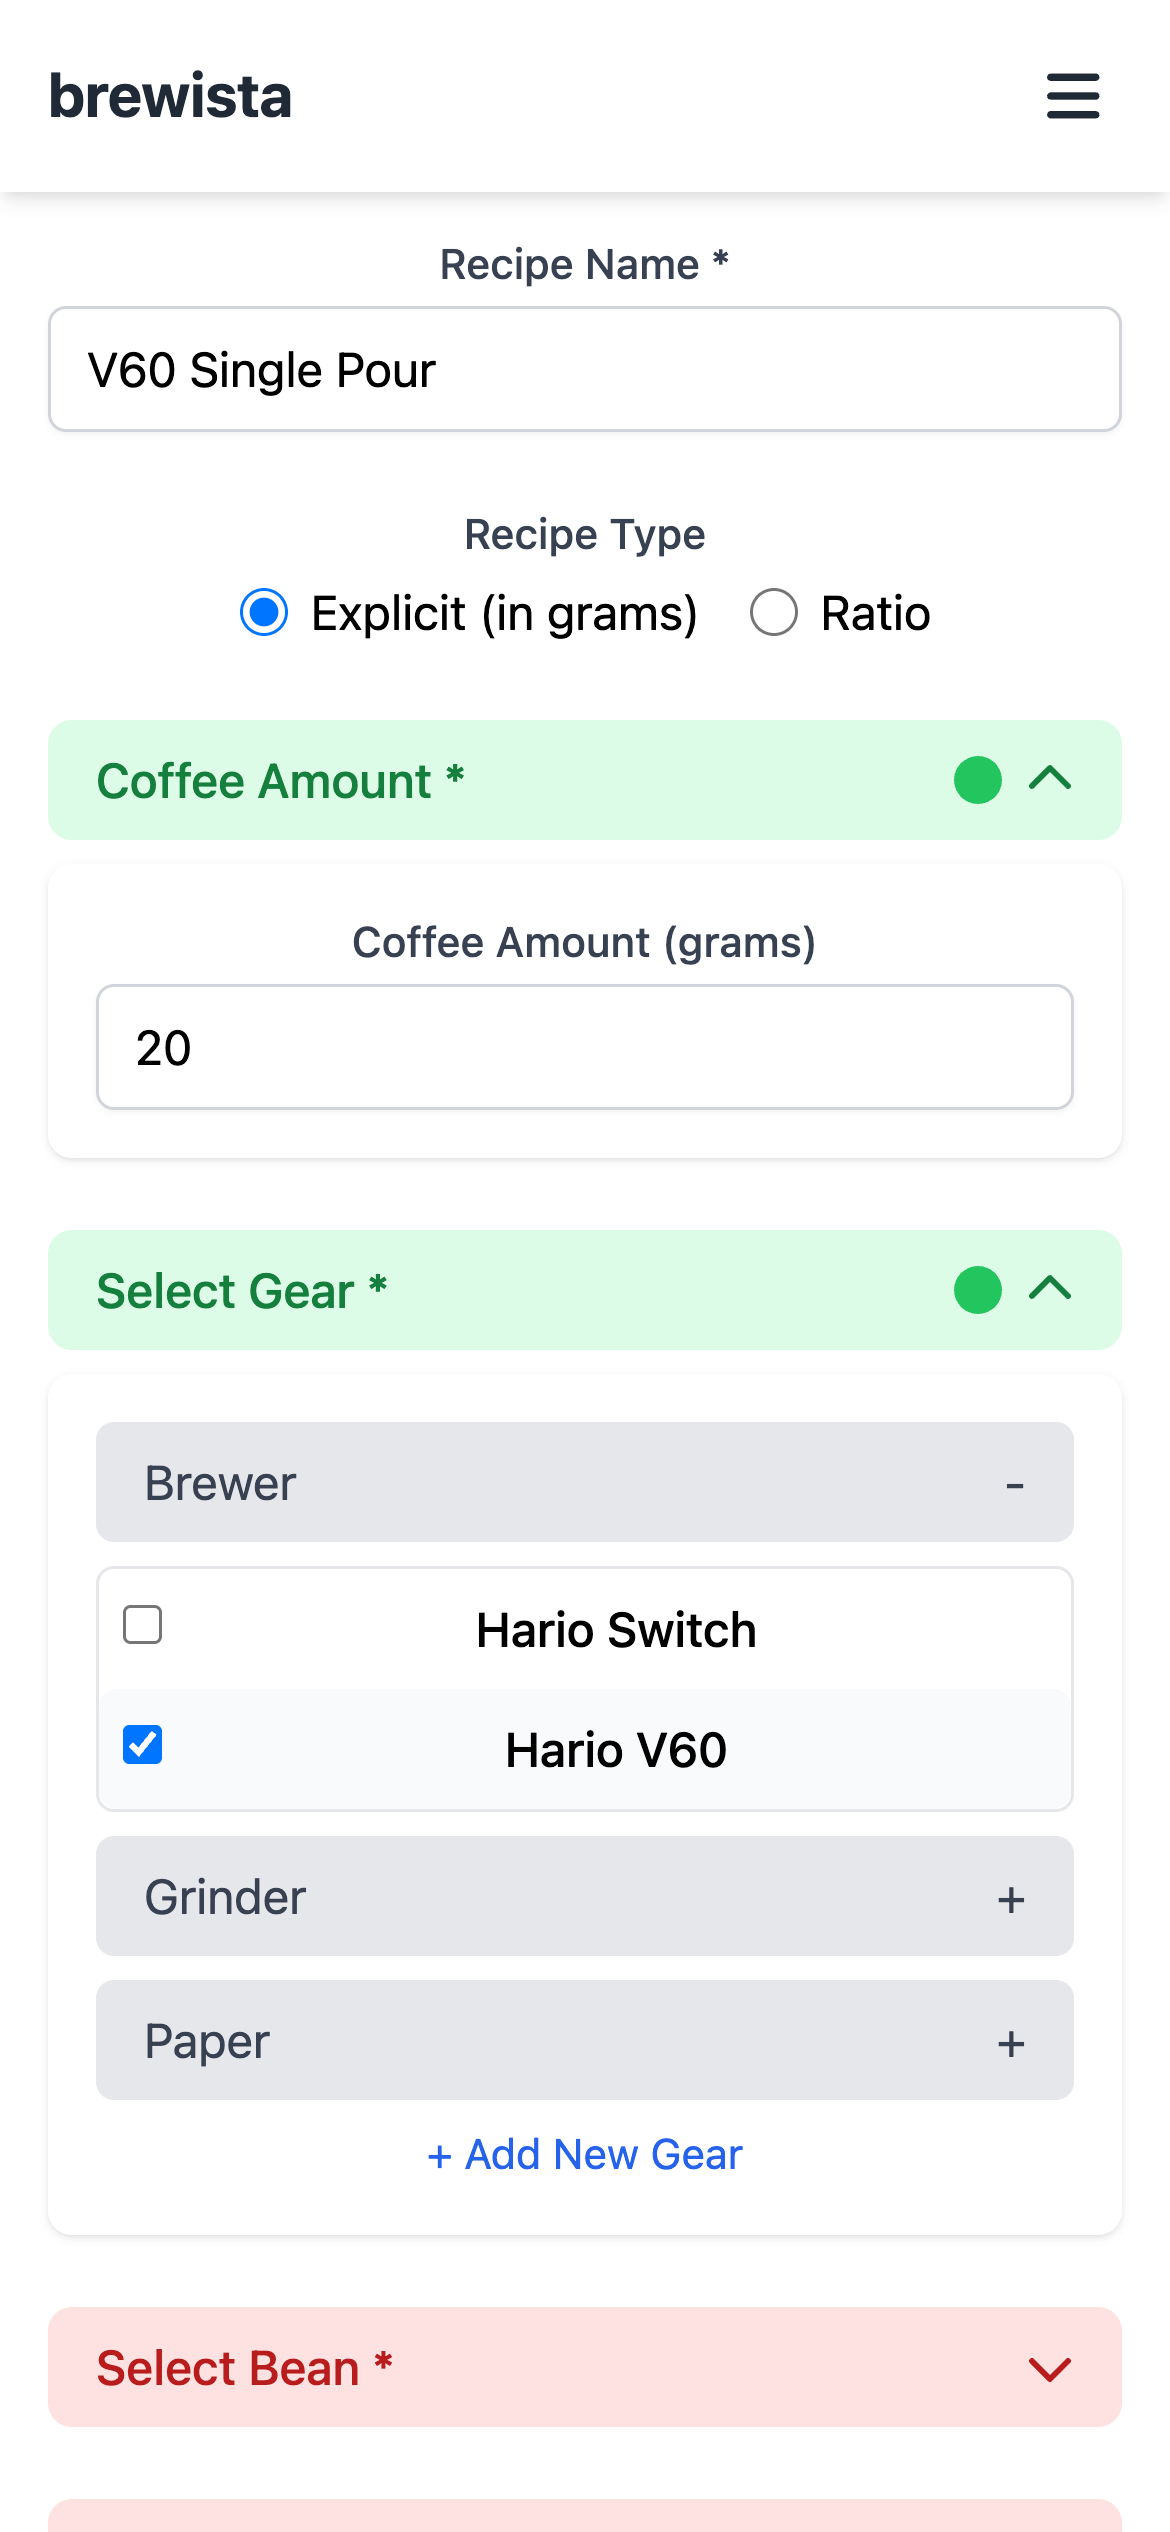 brewista
Recipe Name *
V60 Single Pour
Recipe Type
Explicit (in grams) Ratio
Coffee Amount *
Coffee Amount (grams)
20
Select Gear *
Brewer -
Hario Switch
Hario V60
Grinder +
Paper +
+ Add New Gear
Select Bean *